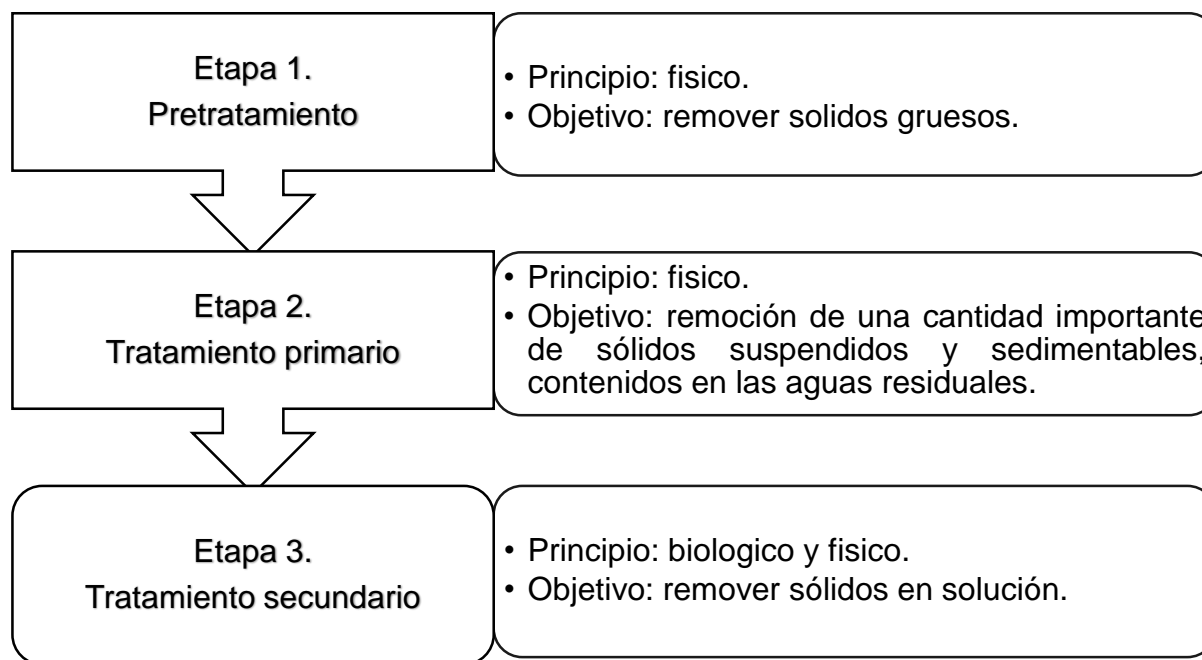 Etapa 1.
Pretratamiento
• Principio: fisico.
• Objetivo: remover solidos gruesos.
Etapa 2.
Tratamiento primario
• Principio: fisico.
• Objetivo: remoción de una cantidad importante
de sólidos suspendidos y sedimentables,
contenidos en las aguas residuales.
Etapa 3.
Tratamiento secundario
• Principio: biologico y fisico.
• Objetivo: remover sólidos en solución.